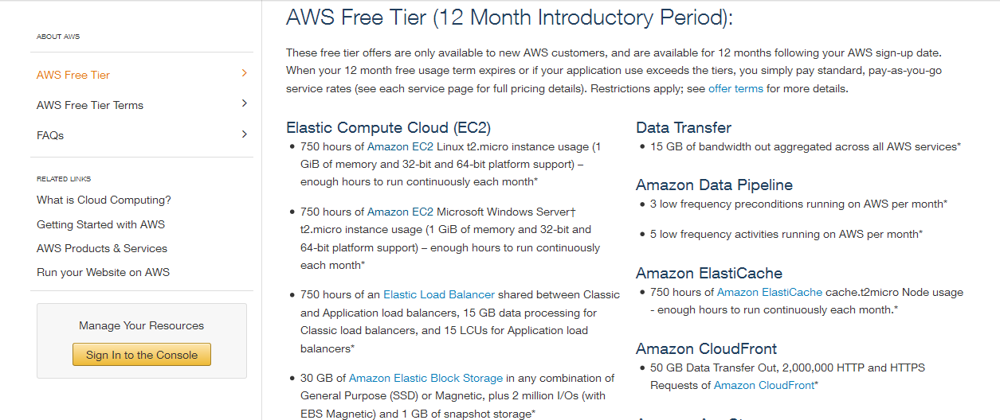 ABOUT AWS
AWS Free Tier
AWS Free Tier Terms
FAQs
RELATED LINKS
What is Cloud Computing?
Getting Started with AWS
AWS Products & Services
Run your Website on AWS
Manage Your Resources
Sign In to the Console
AWS Free Tier (12 Month Introductory Period):
These free tier offers are only available to new AWS customers, and are available for 12 months following your AWS sign-up date.
When your 12 month free usage term expires or if your application use exceeds the tiers, you simply pay standard, pay-as-you-go
service rates (see each service page for full pricing details). Restrictions apply; see offer terms for more details.
Elastic Compute Cloud (EC2)
• 750 hours of Amazon EC2 Linux t2.micro instance usage (1
GiB of memory and 32-bit and 64-bit platform support) –
enough hours to run continuously each month*
• 750 hours of Amazon EC2 Microsoft Windows Server†
t2.micro instance usage (1 GiB of memory and 32-bit and
64-bit platform support) – enough hours to run continuously
each month*
• 750 hours of an Elastic Load Balancer shared between Classic
and Application load balancers, 15 GB data processing for
Classic load balancers, and 15 LCUs for Application load
balancers*
• 30 GB of Amazon Elastic Block Storage in any combination of
General Purpose (SSD) or Magnetic, plus 2 million I/Os (with
EBS Magnetic) and 1 GB of snapshot storage*
Data Transfer
• 15 GB of bandwidth out aggregated across all AWS services*
Amazon Data Pipeline
• 3 low frequency preconditions running on AWS per month*
• 5 low frequency activities running on AWS per month*
Amazon ElastiCache
• 750 hours of Amazon ElastiCache cache.t2micro Node usage
- enough hours to run continuously each month.*
Amazon CloudFront
• 50 GB Data Transfer Out, 2,000,000 HTTP and HTTPS
Requests of Amazon CloudFront*